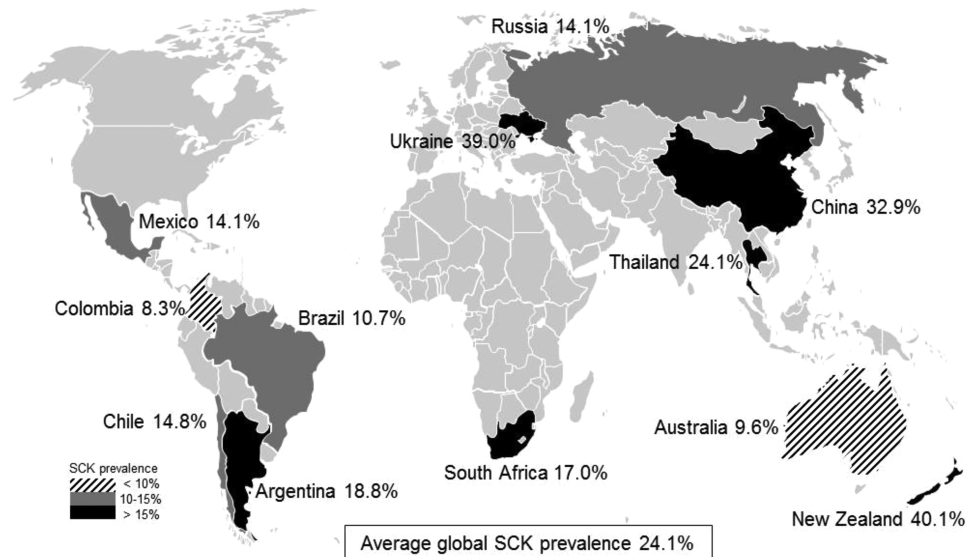 Russia 14.1%
Ukraine 39.0%
Mexico 14.1%
China 32.9%
Thailand 24.1%
Colombia 8.3%
Brazil 10.7%
Chile 14.8%
Australia 9.6%
SCK prevalence
< 10%
10-15%
> 15%
South Africa 17.0%
Argentina 18.8%
New Zealand 40.1%
Average global SCK prevalence 24.1%